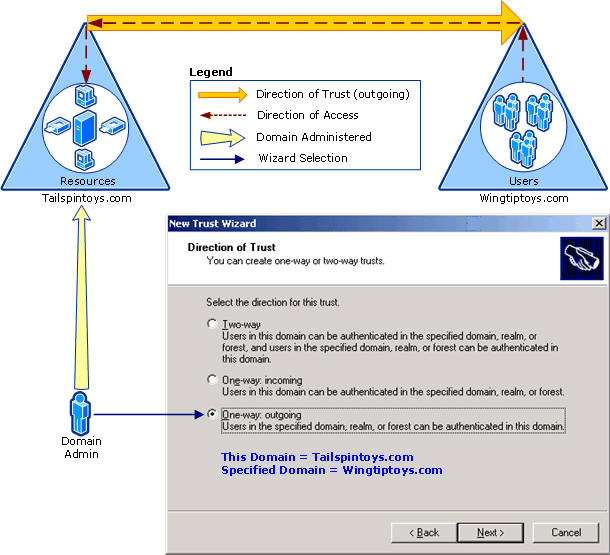 Legend
Direction of Trust (outgoing)
Direction of Access
Domain Administered
Wizard Selection
Resources
Tailspintoys.com
Users
Wingtiptoys.com
New Trust Wizard
Direction of Trust
You can create one-way or two-way trusts.
Select the direction for this trust.
Two-way
Users in this domain can be authenticated in the specified domain, realm, or
forest, and users in the specified domain, realm, or forest can be authenticated in
this domain.
One-way: incoming
Users in this domain can be authenticated in the specified domain, realm, or forest.
One-way: outgoing
Users in the specified domain, realm, or forest can be authenticated in this domain.
Domain
Admin
This Domain = Tailspintoys.com
Specified Domain = Wingtiptoys.com
< Back
Next >
Cancel